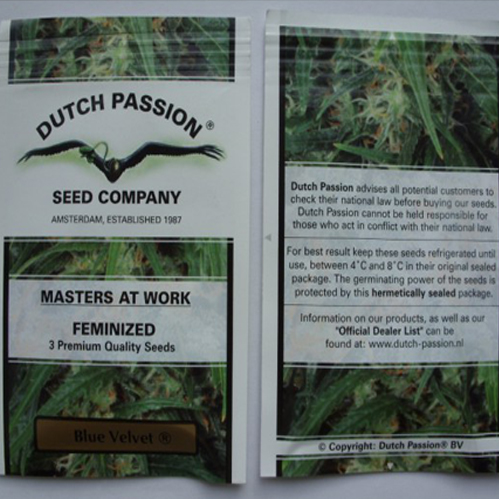 DUTCH PASSION®
SEED COMPANY
AMSTERDAM, ESTABLISHED 1987
MASTERS AT WORK
FEMINIZED
3 Premium Quality Seeds
Blue Velvet ®
Dutch Passion advises all potential customers to
check their national law before buying our seeds.
Dutch Passion cannot be held responsible for
those who act in conflict with their national law.
For best result keep these seeds refrigerated until
use, between 4˚C and 8˚C in their original sealed
package. The germinating power of the seeds is
protected by this hermetically sealed package.
Information on our products, as well as our
"Official Dealer List" can be
found at: www.dutch-passion.nl
© Copyright: Dutch Passion® BV